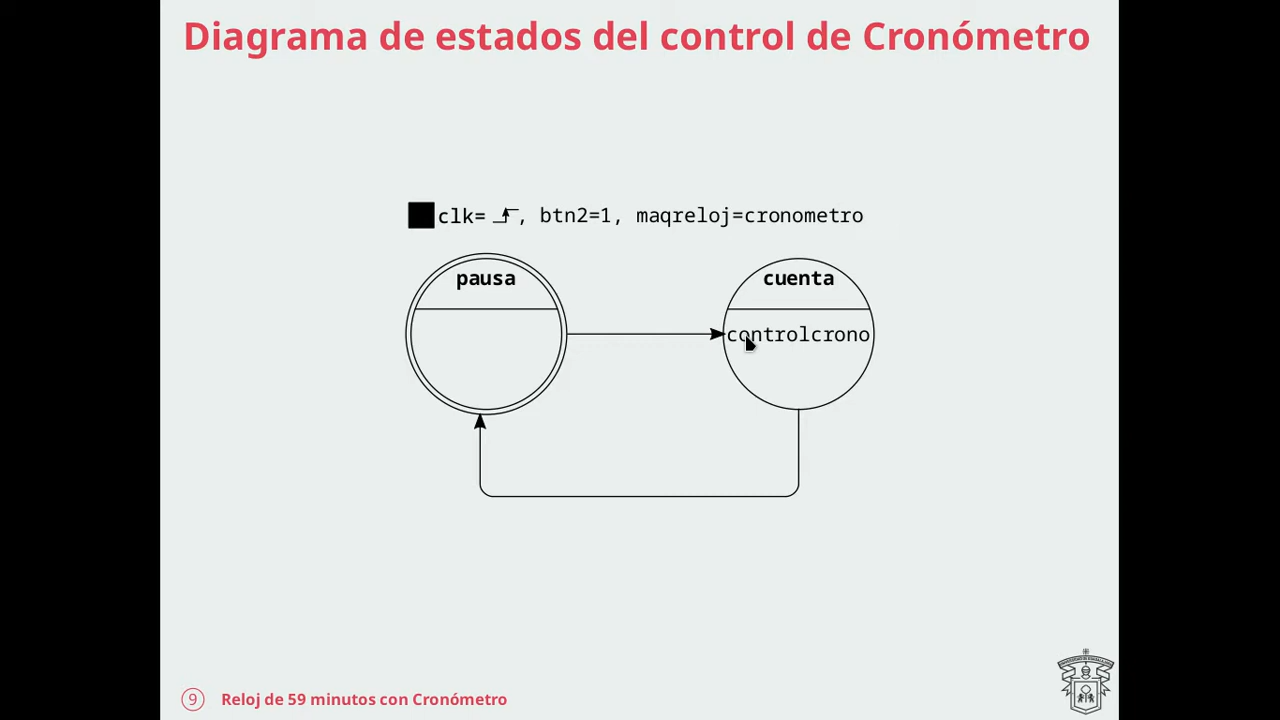 Diagrama de estados del control de Cronómetro
clk= , btn2=1, maqreloj=cronometro
pausa
cuenta
controlcrono
9 Reloj de 59 minutos con Cronómetro